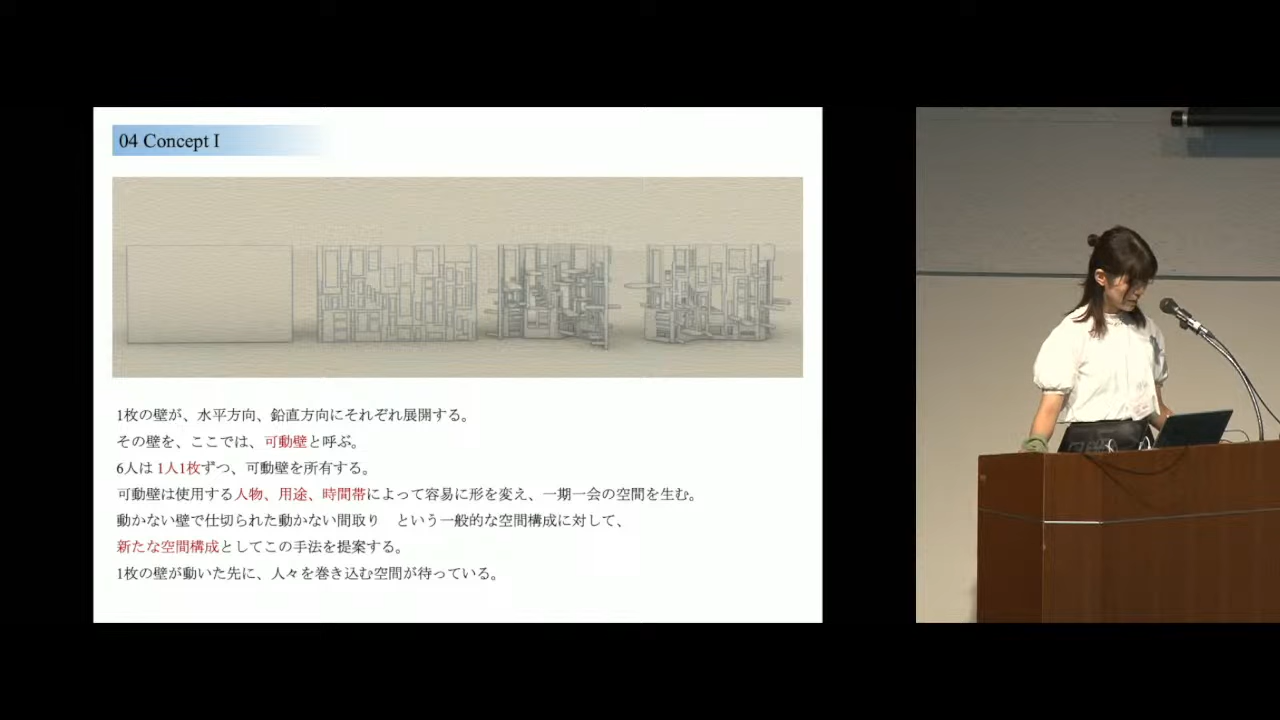 04 Concept I
1枚の壁が、水平方向、鉛直方向にそれぞれ展開する。
その壁を、ここでは、可動壁と呼ぶ。
6人は 1人1枚ずつ、可動壁を所有する。
可動壁は使用する人物、用途、時間帯によって容易に形を変え、一期一会の空間を生む。
動かない壁で仕切られた動かない間取り　という一般的な空間構成に対して、
新たな空間構成としてこの手法を提案する。
1枚の壁が動いた先に、人々を巻き込む空間が待っている。